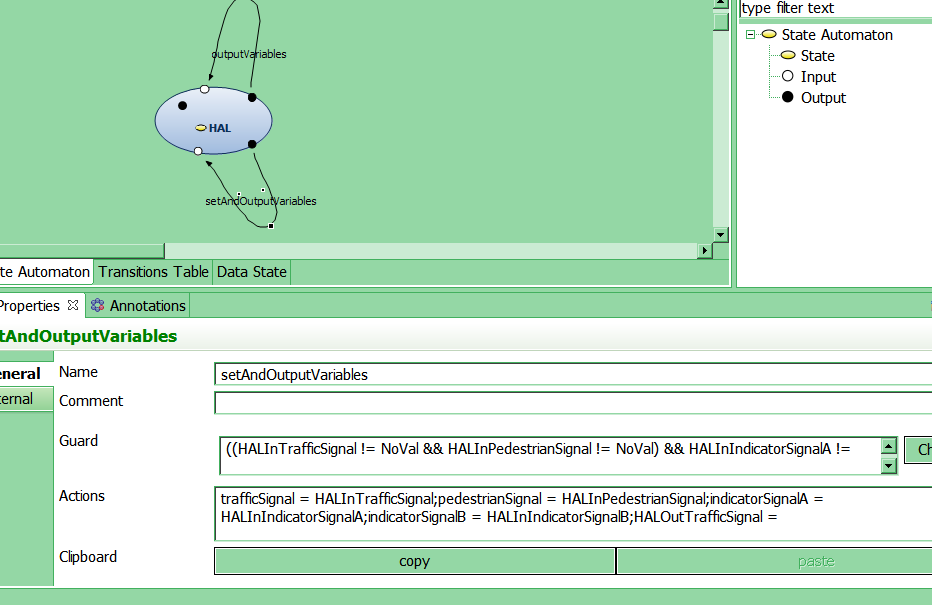 type filter text
State Automaton
State
Input
Output
outputVariables
HAL
setAndOutputVariables
te Automaton Transitions Table Data State
Properties Annotations
tAndOutputVariables
eneral
ternal
Name setAndOutputVariables
Comment
Guard ((HALInTrafficSignal != NoVal && HALInPedestrianSignal != NoVal) && HALInIndicatorSignalA != Ch
Actions trafficSignal = HALInTrafficSignal;pedestrianSignal = HALInPedestrianSignal;indicatorSignalA =
HALInIndicatorSignalA;indicatorSignalB = HALInIndicatorSignalB;HALOutTrafficSignal =
Clipboard copy paste